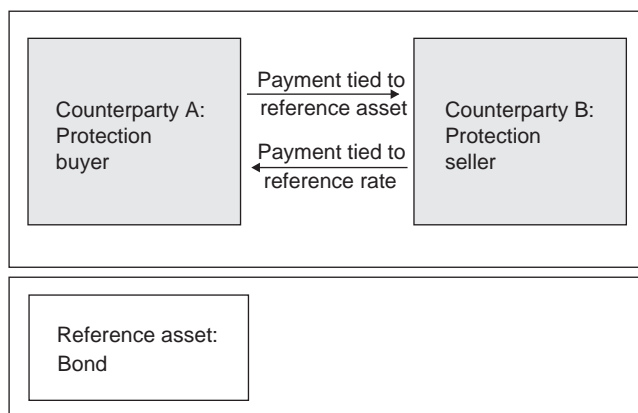 Counterparty A:
Protection
buyer
Payment tied to
reference asset
Payment tied to
reference rate
Counterparty B:
Protection
seller
Reference asset:
Bond